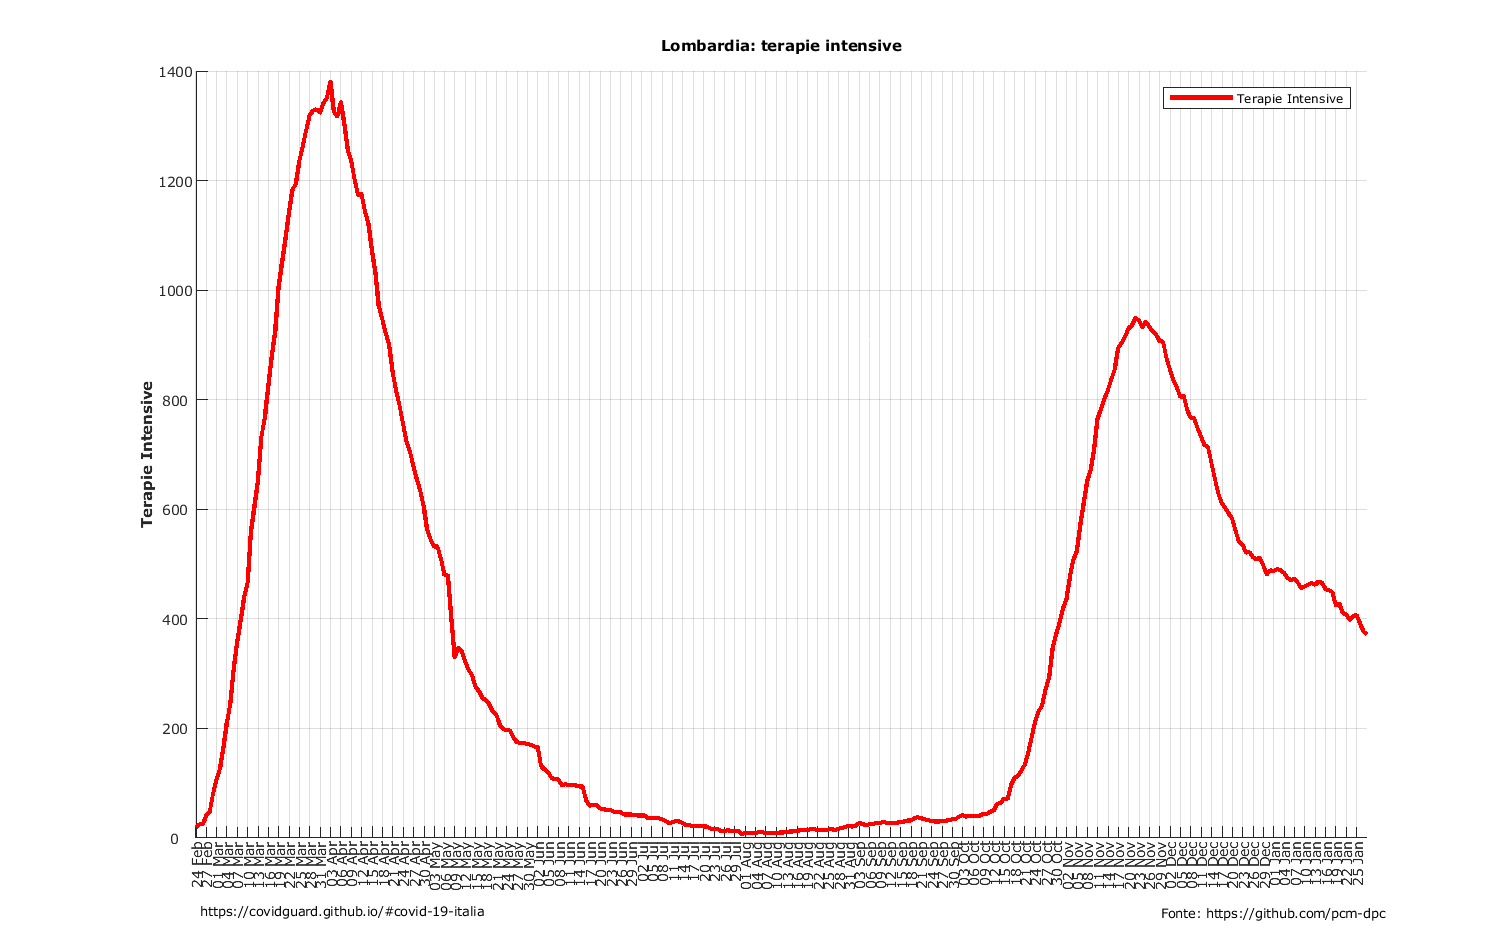 Lombardia: terapie intensive
Terapie Intensive
1400
1200
1000
800
600
400
200
0
Terapie Intensive
24 Feb
27 Feb
01 Mar
04 Mar
07 Mar
10 Mar
13 Mar
16 Mar
19 Mar
22 Mar
25 Mar
28 Mar
31 Mar
03 Apr
06 Apr
09 Apr
12 Apr
15 Apr
18 Apr
21 Apr
24 Apr
27 Apr
30 Apr
03 May
06 May
09 May
12 May
15 May
18 May
21 May
24 May
27 May
30 May
02 Jun
05 Jun
08 Jun
11 Jun
14 Jun
17 Jun
20 Jun
23 Jun
26 Jun
29 Jun
02 Jul
05 Jul
08 Jul
11 Jul
14 Jul
17 Jul
20 Jul
23 Jul
26 Jul
29 Jul
01 Aug
04 Aug
07 Aug
10 Aug
13 Aug
16 Aug
19 Aug
22 Aug
25 Aug
28 Aug
31 Aug
03 Sep
06 Sep
09 Sep
12 Sep
15 Sep
18 Sep
21 Sep
24 Sep
27 Sep
30 Sep
03 Oct
06 Oct
09 Oct
12 Oct
15 Oct
18 Oct
21 Oct
24 Oct
27 Oct
30 Oct
02 Nov
05 Nov
08 Nov
11 Nov
14 Nov
17 Nov
20 Nov
23 Nov
26 Nov
29 Nov
02 Dec
05 Dec
08 Dec
11 Dec
14 Dec
17 Dec
20 Dec
23 Dec
26 Dec
29 Dec
01 Jan
04 Jan
07 Jan
10 Jan
13 Jan
16 Jan
19 Jan
22 Jan
25 Jan
https://covidguard.github.io/#covid-19-italia
Fonte: https://github.com/pcm-dpc